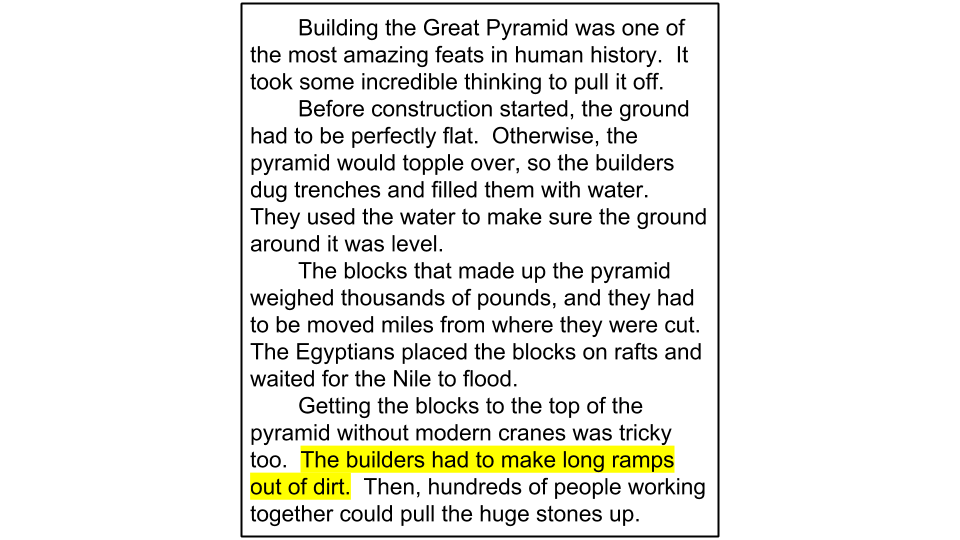 Building the Great Pyramid was one of
the most amazing feats in human history.  It
took some incredible thinking to pull it off.
Before construction started, the ground
had to be perfectly flat.  Otherwise, the
pyramid would topple over, so the builders
dug trenches and filled them with water.
They used the water to make sure the ground
around it was level.
The blocks that made up the pyramid
weighed thousands of pounds, and they had
to be moved miles from where they were cut.
The Egyptians placed the blocks on rafts and
waited for the Nile to flood.
Getting the blocks to the top of the
pyramid without modern cranes was tricky
too.  The builders had to make long ramps
out of dirt.  Then, hundreds of people working
together could pull the huge stones up.